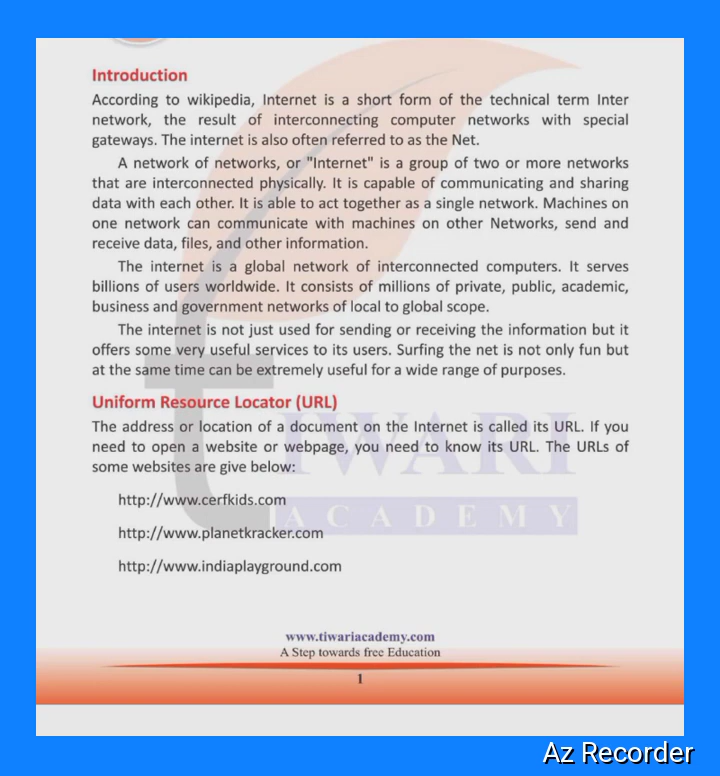 Introduction
According to wikipedia, Internet is a short form of the technical term Inter
network, the result of interconnecting computer networks with special
gateways. The internet is also often referred to as the Net.
A network of networks, or "Internet" is a group of two or more networks
that are interconnected physically. It is capable of communicating and sharing
data with each other. It is able to act together as a single network. Machines on
one network can communicate with machines on other Networks, send and
receive data, files, and other information.
The internet is a global network of interconnected computers. It serves
billions of users worldwide. It consists of millions of private, public, academic,
business and government networks of local to global scope.
The internet is not just used for sending or receiving the information but it
offers some very useful services to its users. Surfing the net is not only fun but
at the same time can be extremely useful for a wide range of purposes.
Uniform Resource Locator (URL)
The address or location of a document on the Internet is called its URL. If you
need to open a website or webpage, you need to know its URL. The URLs of
some websites are give below:
TIWARI
ACADEMY
http://www.cerfkids.com
http://www.planetkracker.com
http://www.indiaplayground.com
www.tiwariacademy.com
A Step towards free Education
1
Az Recorder